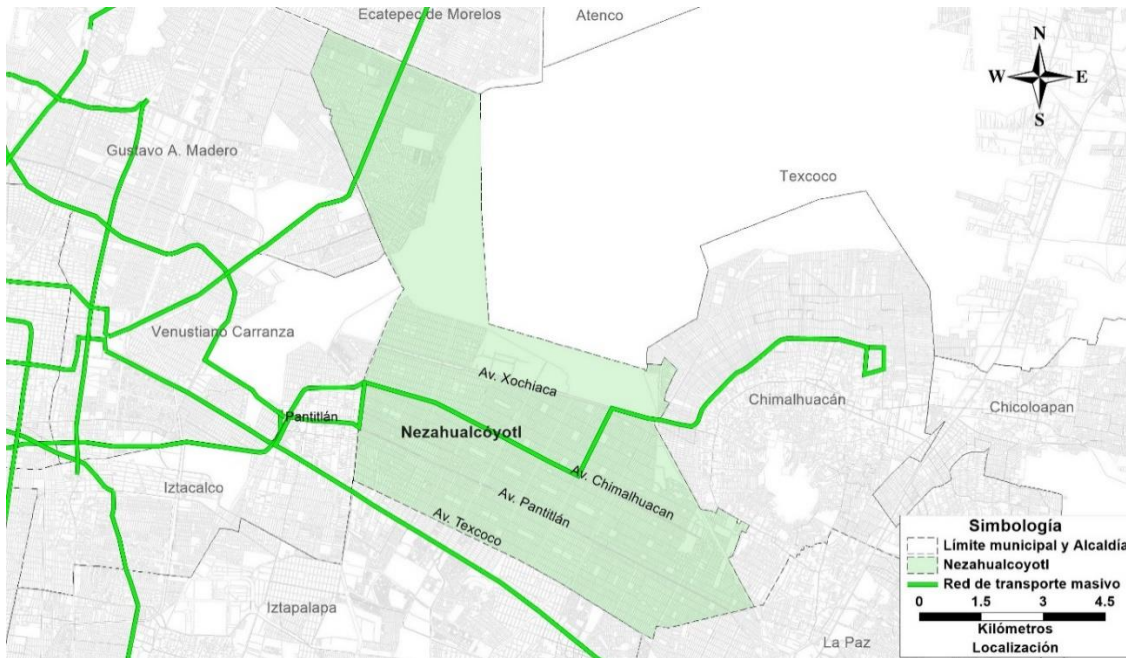 Ecatepec de Morelos
Atenco
N
W E
S
Gustavo A. Madero
Texcoco
Venustiano Carranza
Av. Xochiaca
Pantitlán
Nezahualcóyotl
Chimalhuacán
Chicoloapan
Av. Chimalhuacan
Iztacalco
Av. Pantitlán
Av. Texcoco
Iztapalapa
La Paz
Simbología
Límite municipal y Alcaldía
Nezahualcoyotl
Red de transporte masivo
0 1.5 3 4.5
Kilómetros
Localización